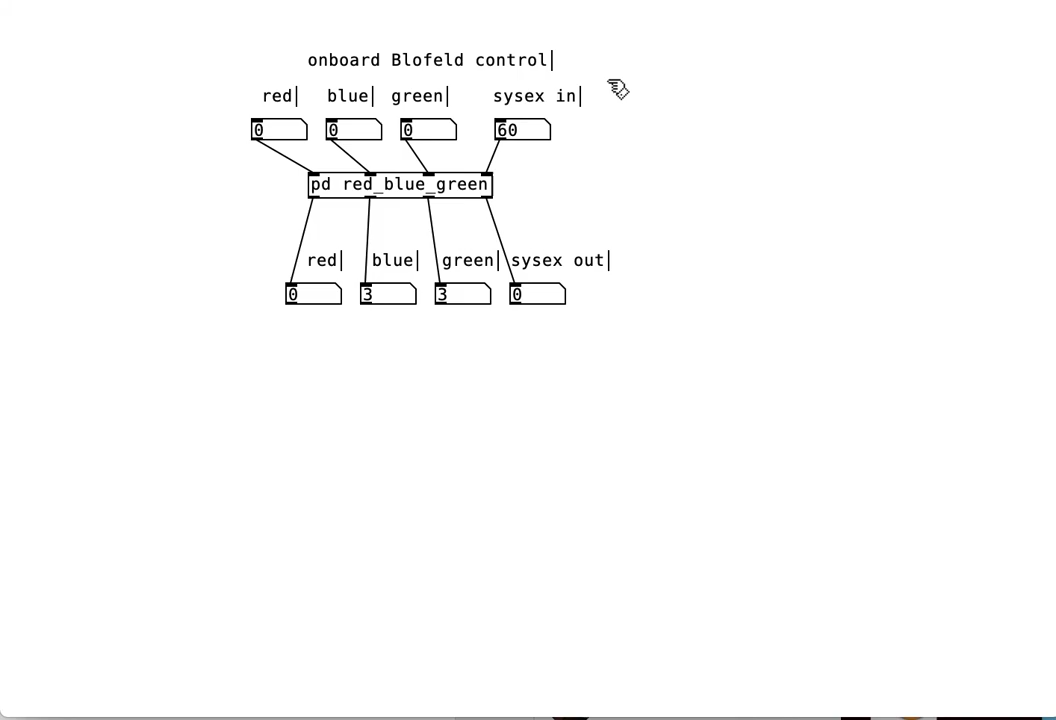 onboard Blofeld control
red blue green sysex in
0 0 0 60
pd red_blue_green
red blue green sysex out
0 3 3 0